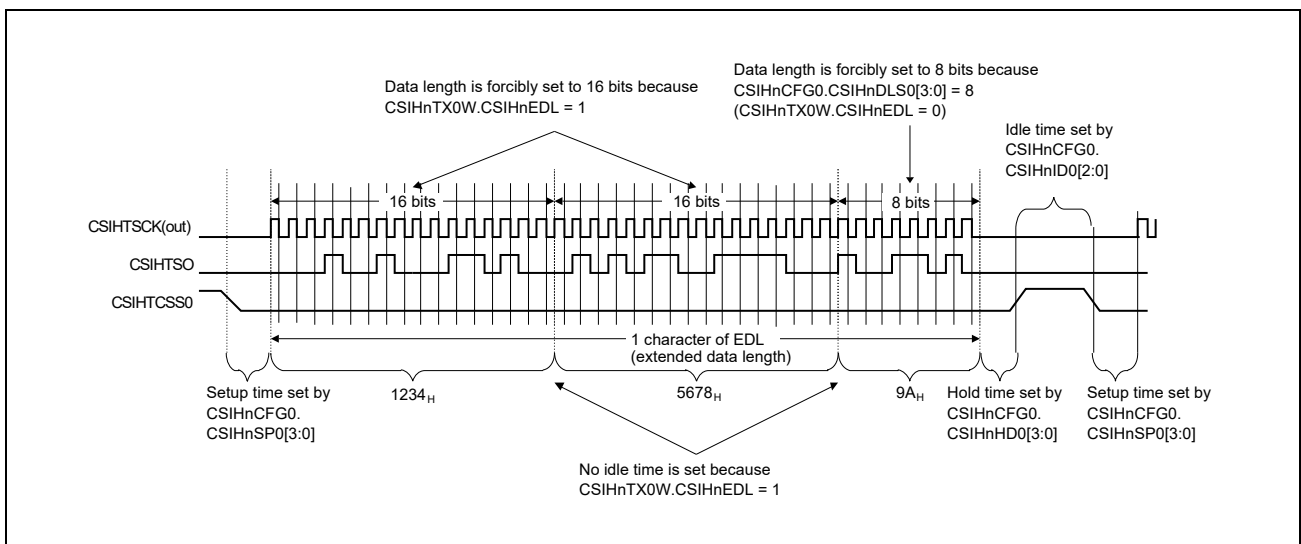 Data length is forcibly set to 16 bits because
CSIHnTX0W.CSIHnEDL = 1
Data length is forcibly set to 8 bits because
CSIHnCFG0.CSIHnDLS0[3:0] = 8
(CSIHnTX0W.CSIHnEDL = 0)
Idle time set by
CSIHnCFG0.
CSIHnID0[2:0]
16 bits
16 bits
8 bits
CSIHTSCK(out)
CSIHTSO
CSIHTCSS0
1 character of EDL
(extended data length)
Setup time set by
CSIHnCFG0.
CSIHnSP0[3:0]
1234H
5678H
9AH
Hold time set by
CSIHnCFG0.
CSIHnHD0[3:0]
Setup time set by
CSIHnCFG0.
CSIHnSP0[3:0]
No idle time is set because
CSIHnTX0W.CSIHnEDL = 1